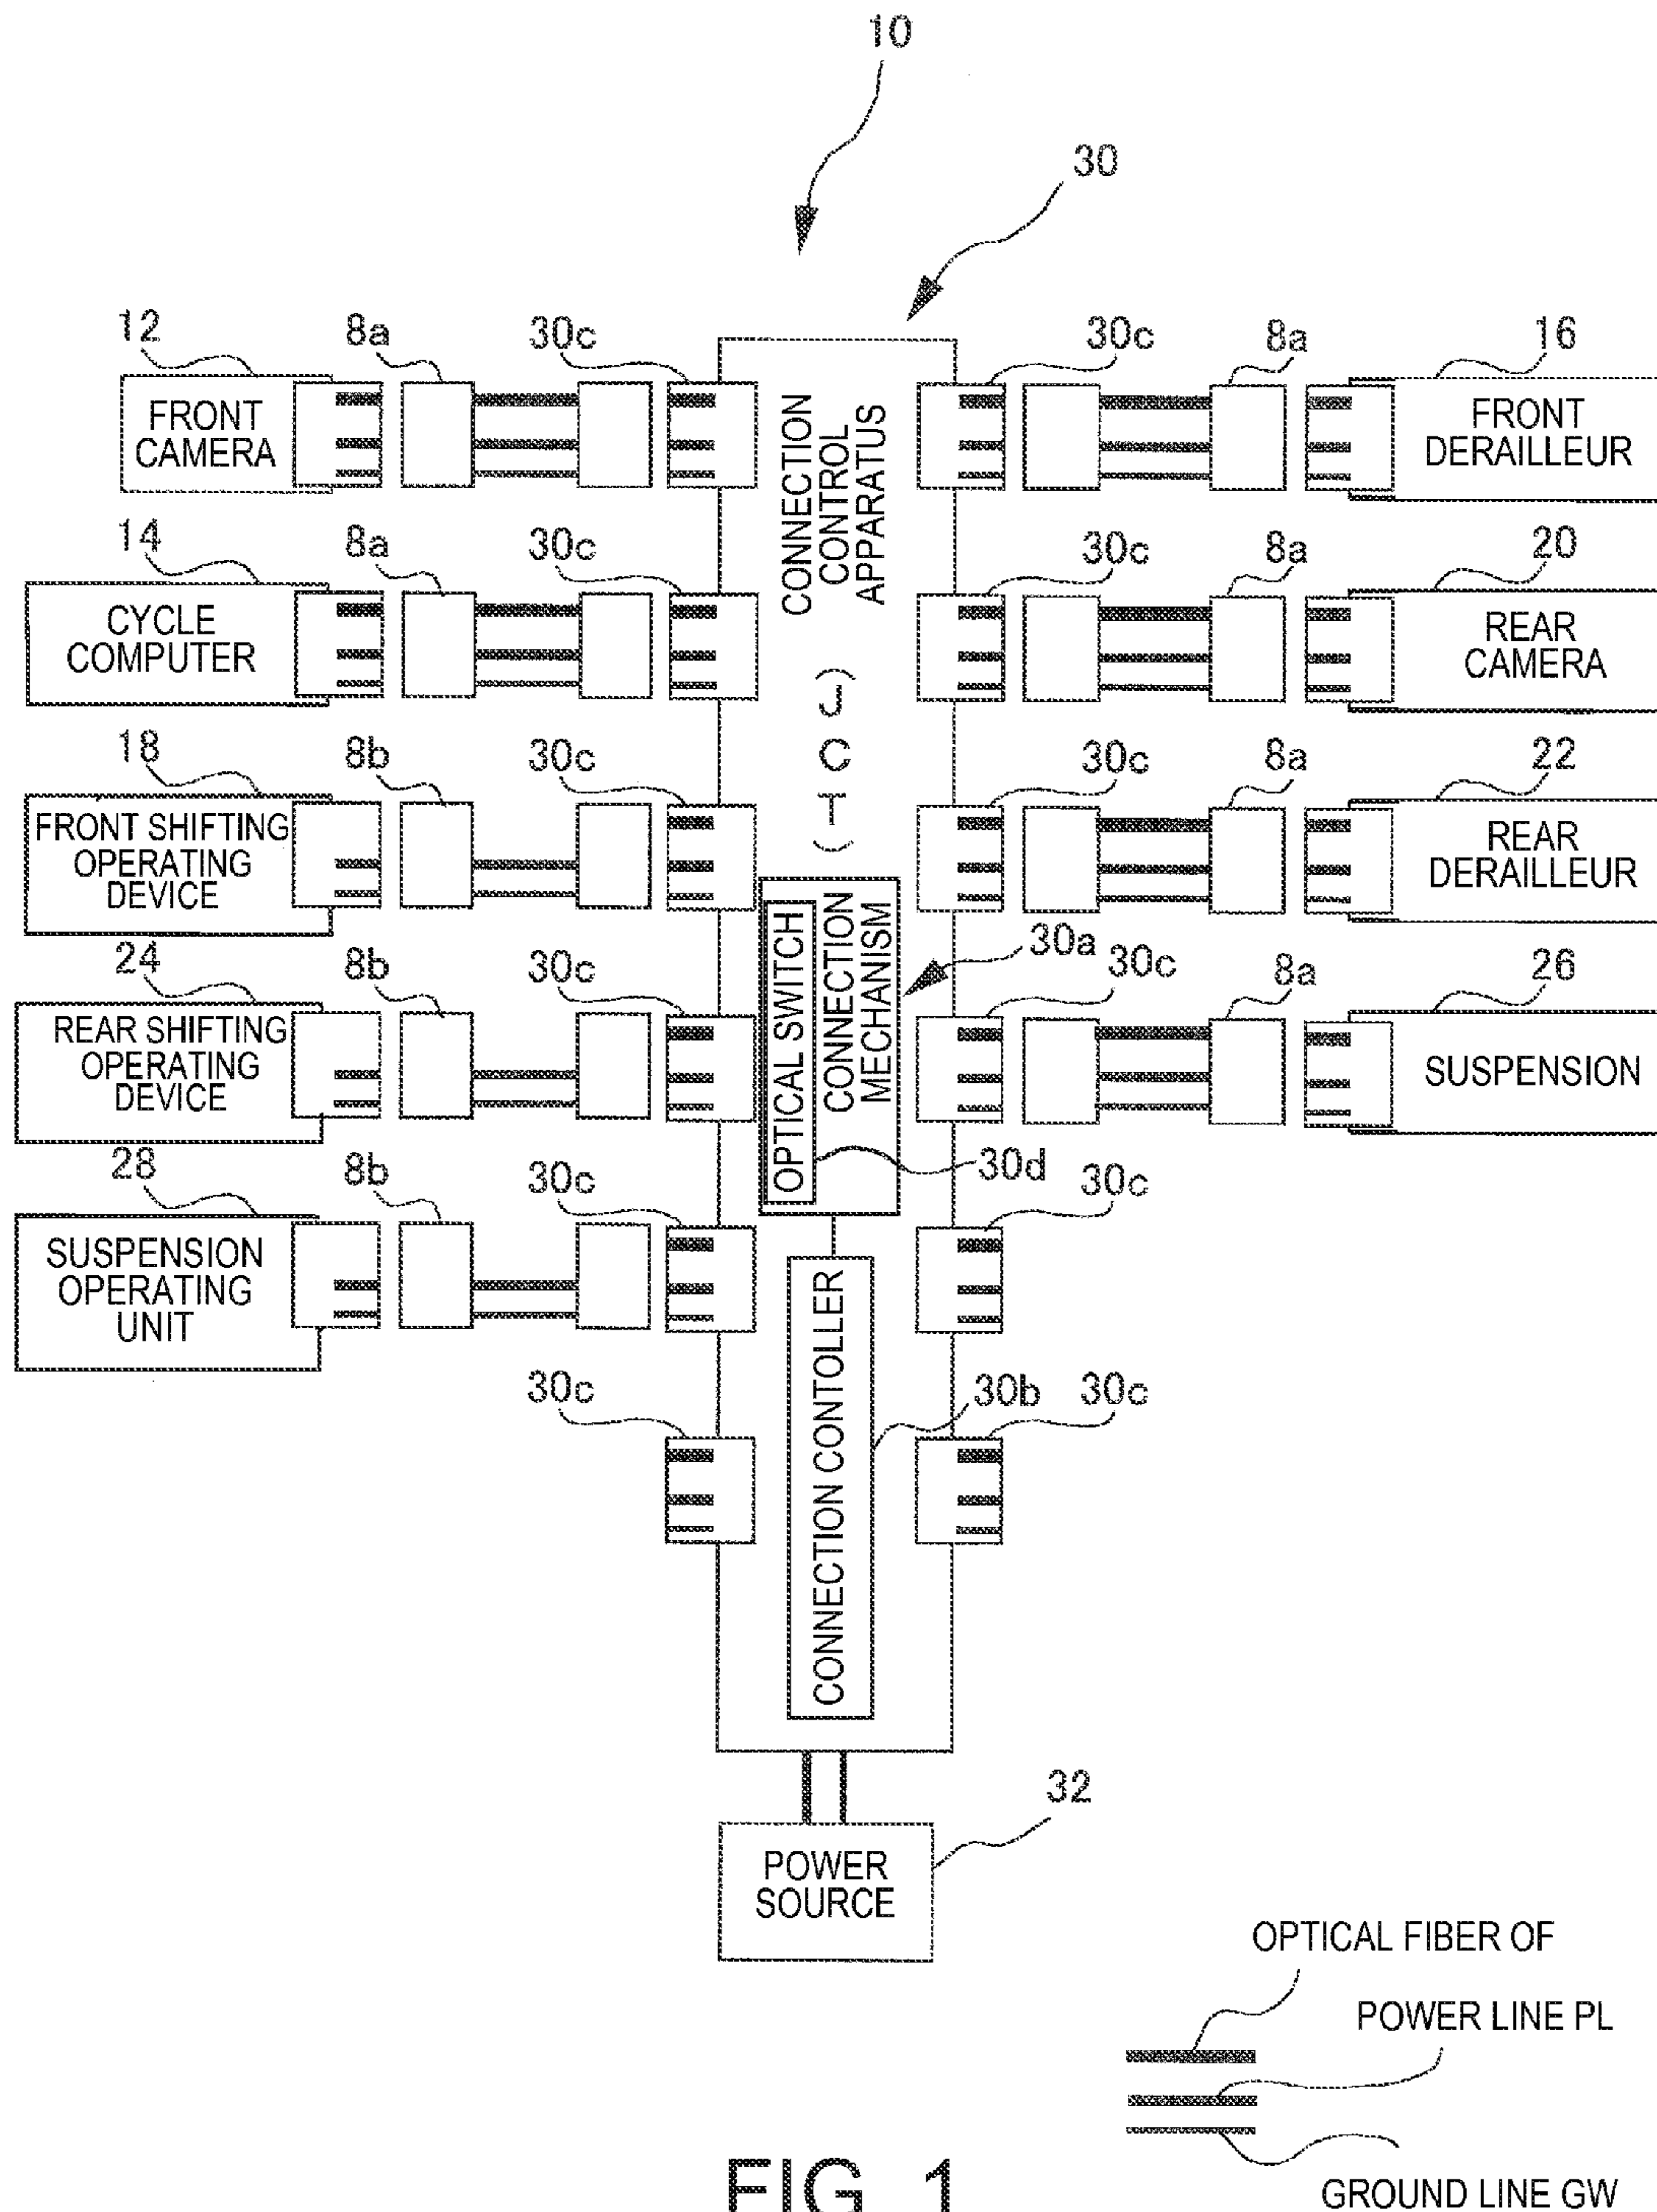 10
30
12
8a
30c
30c
8a
16
FRONT
CAMERA
CONNECTION
CONTROL
APPARATUS
(JCT)
FRONT
DERAILLEUR
14
8a
30c
30c
8a
20
CYCLE
COMPUTER
REAR
CAMERA
18
8b
30c
30c
8a
22
FRONT SHIFTING
OPERATING
DEVICE
REAR
DERAILLEUR
OPTICAL SWITCH
CONNECTION
MECHANISM
30a
24
8b
30c
30c
8a
26
REAR SHIFTING
OPERATING
DEVICE
SUSPENSION
30d
28
8b
30c
30c
SUSPENSION
OPERATING
UNIT
CONNECTION CONTOLLER
30c
30b
30c
32
POWER
SOURCE
OPTICAL FIBER OF
POWER LINE PL
GROUND LINE GW
FIG. 1